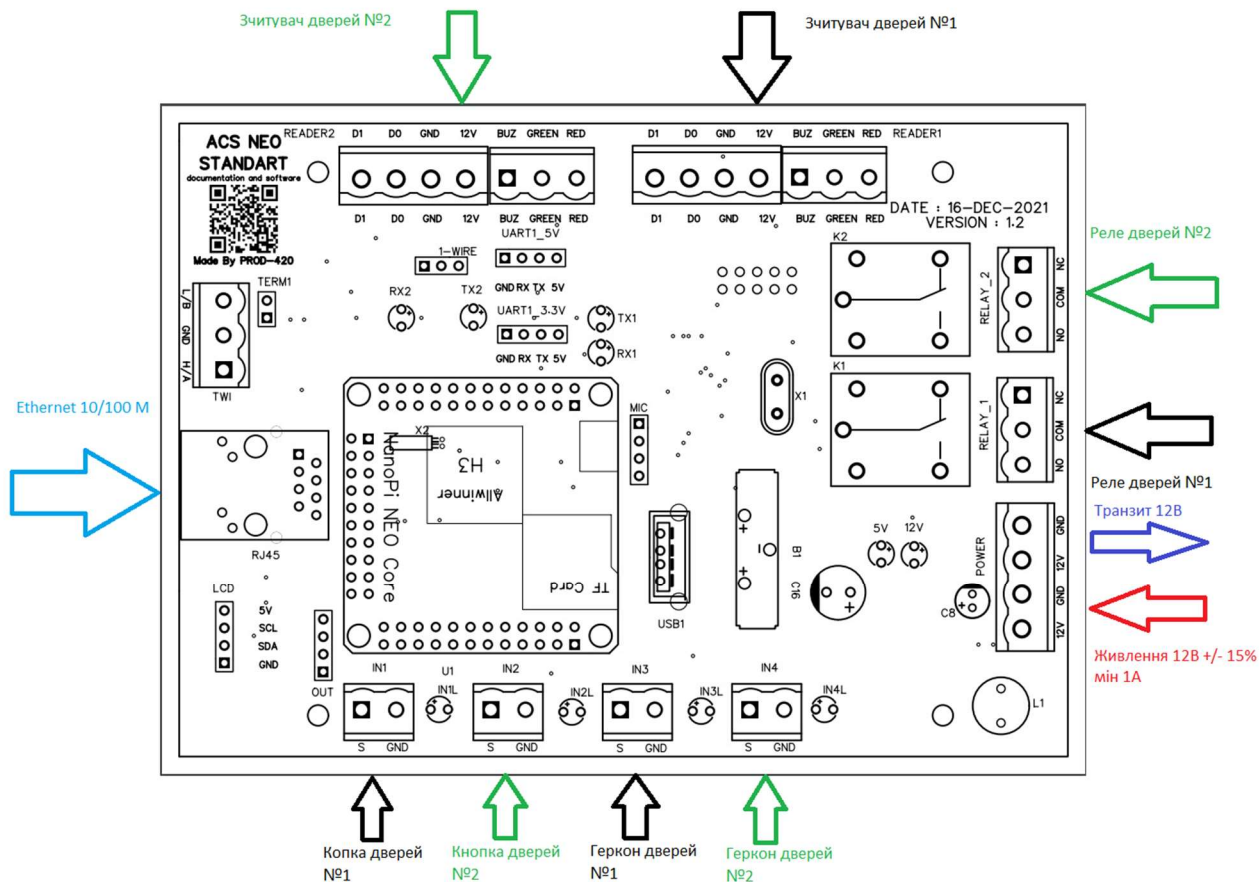 Зчитувач дверей №2
Зчитувач дверей №1
ACS NEO
STANDART
documentation and software
Made By PROD-420
READER2 D1 D0 GND 12V BUZ GREEN RED
D1 D0 GND 12V BUZ GREEN RED READER1
D1 D0 GND 12V BUZ GREEN RED
D1 D0 GND 12V BUZ GREEN RED
DATE : 16-DEC-2021
VERSION : 1.2
UART1_5V
1-WIRE
GND RX TX 5V
TERM1
RX2
TX2
UART1_3.3V
GND RX TX 5V
TX1
RX1
L/B
GND
H/A
TWI
K2
RELAY_2
NC
COM
NO
Реле дверей №2
K1
RELAY_1
NC
COM
NO
Реле дверей №1
X1
MIC
X2
NanoPi NEO Core
H3
Allwinner
TF Card
Ethernet 10/100 M
RJ45
LCD
5V
SCL
SDA
GND
OUT
USB1
B1
C16
5V
12V
C8
POWER
GND
12V
GND
12V
Транзит 12В
Живлення 12В +/- 15%
мін 1А
L1
IN1
U1
IN2
IN3
IN4
IN1L
IN2L
IN3L
IN4L
S GND
S GND
S GND
S GND
Копка дверей
№1
Кнопка дверей
№2
Геркон дверей
№1
Геркон дверей
№2